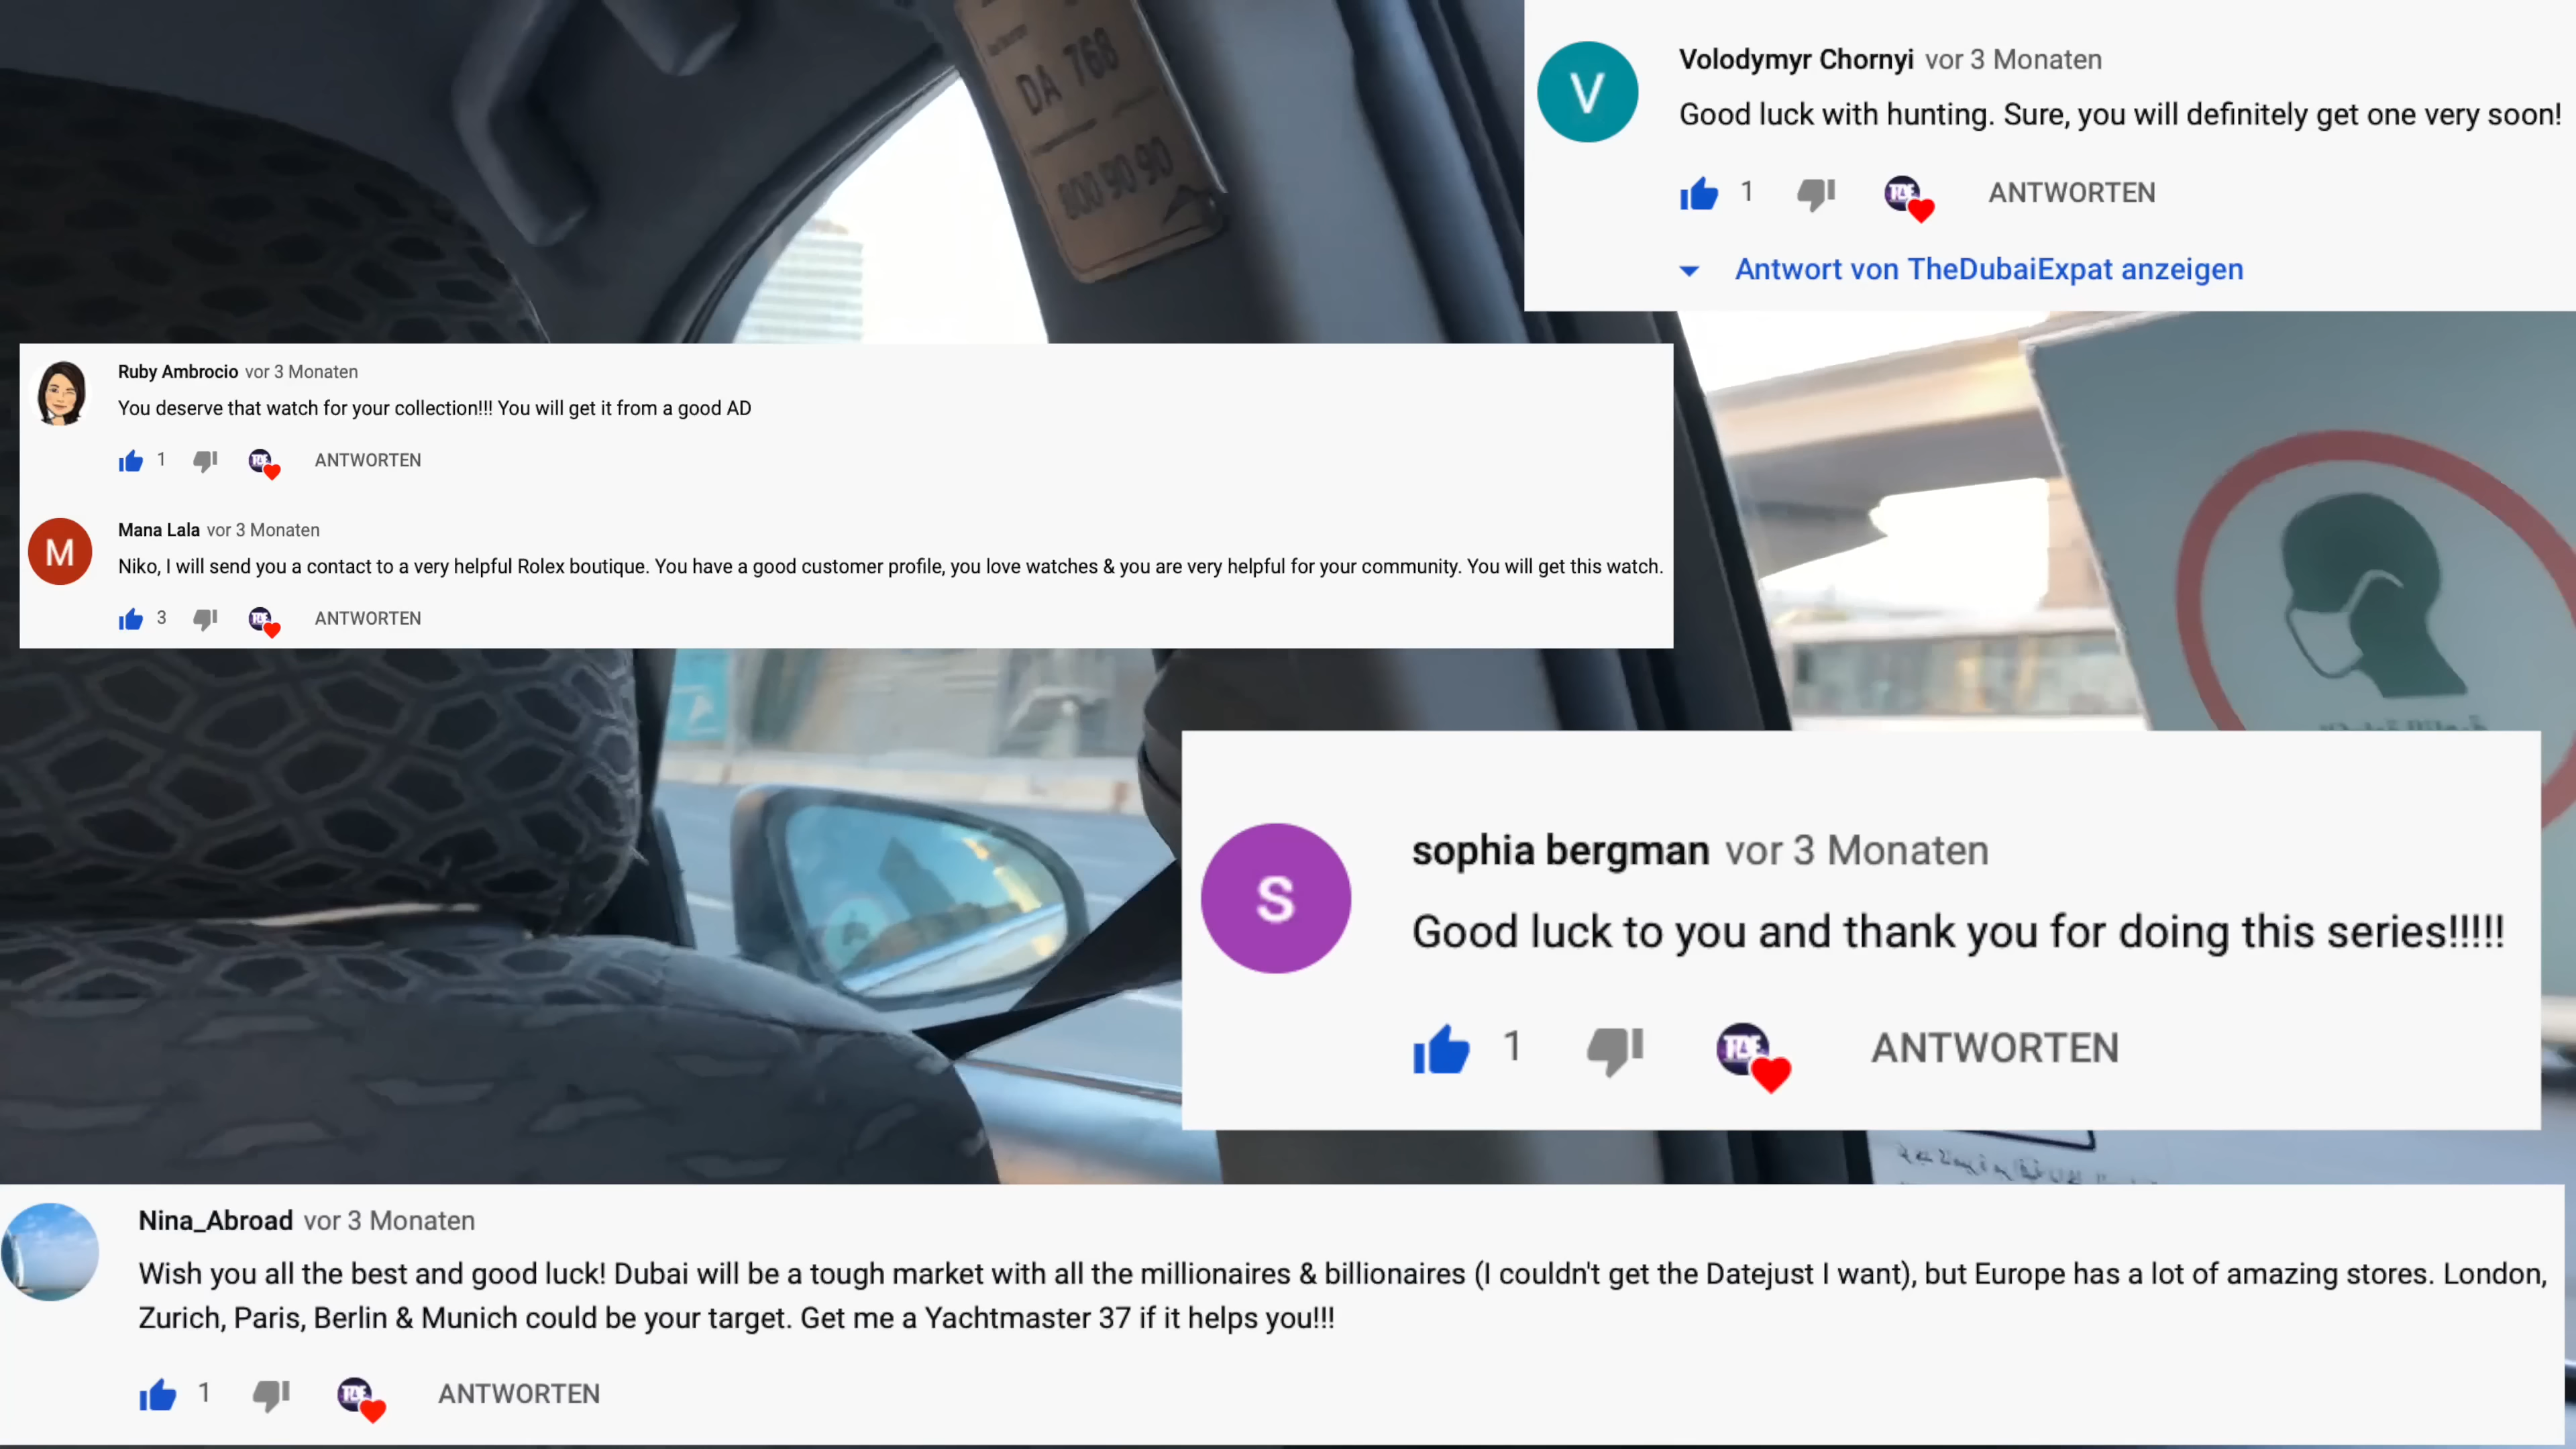 DA 768
800 90 90
Volodymyr Chornyi vor 3 Monaten
Good luck with hunting. Sure, you will definitely get one very soon!
1 ANTWORTEN
Antwort von TheDubaiExpat anzeigen
Ruby Ambrocio vor 3 Monaten
You deserve that watch for your collection!!! You will get it from a good AD
1 ANTWORTEN
M
Mana Lala vor 3 Monaten
Niko, I will send you a contact to a very helpful Rolex boutique. You have a good customer profile, you love watches & you are very helpful for your community. You will get this watch.
3 ANTWORTEN
V
S
sophia bergman vor 3 Monaten
Good luck to you and thank you for doing this series!!!!!
1 TDE ANTWORTEN
Nina_Abroad vor 3 Monaten
Wish you all the best and good luck! Dubai will be a tough market with all the millionaires & billionaires (I couldn't get the Datejust I want), but Europe has a lot of amazing stores. London,
Zurich, Paris, Berlin & Munich could be your target. Get me a Yachtmaster 37 if it helps you!!!
1 ANTWORTEN